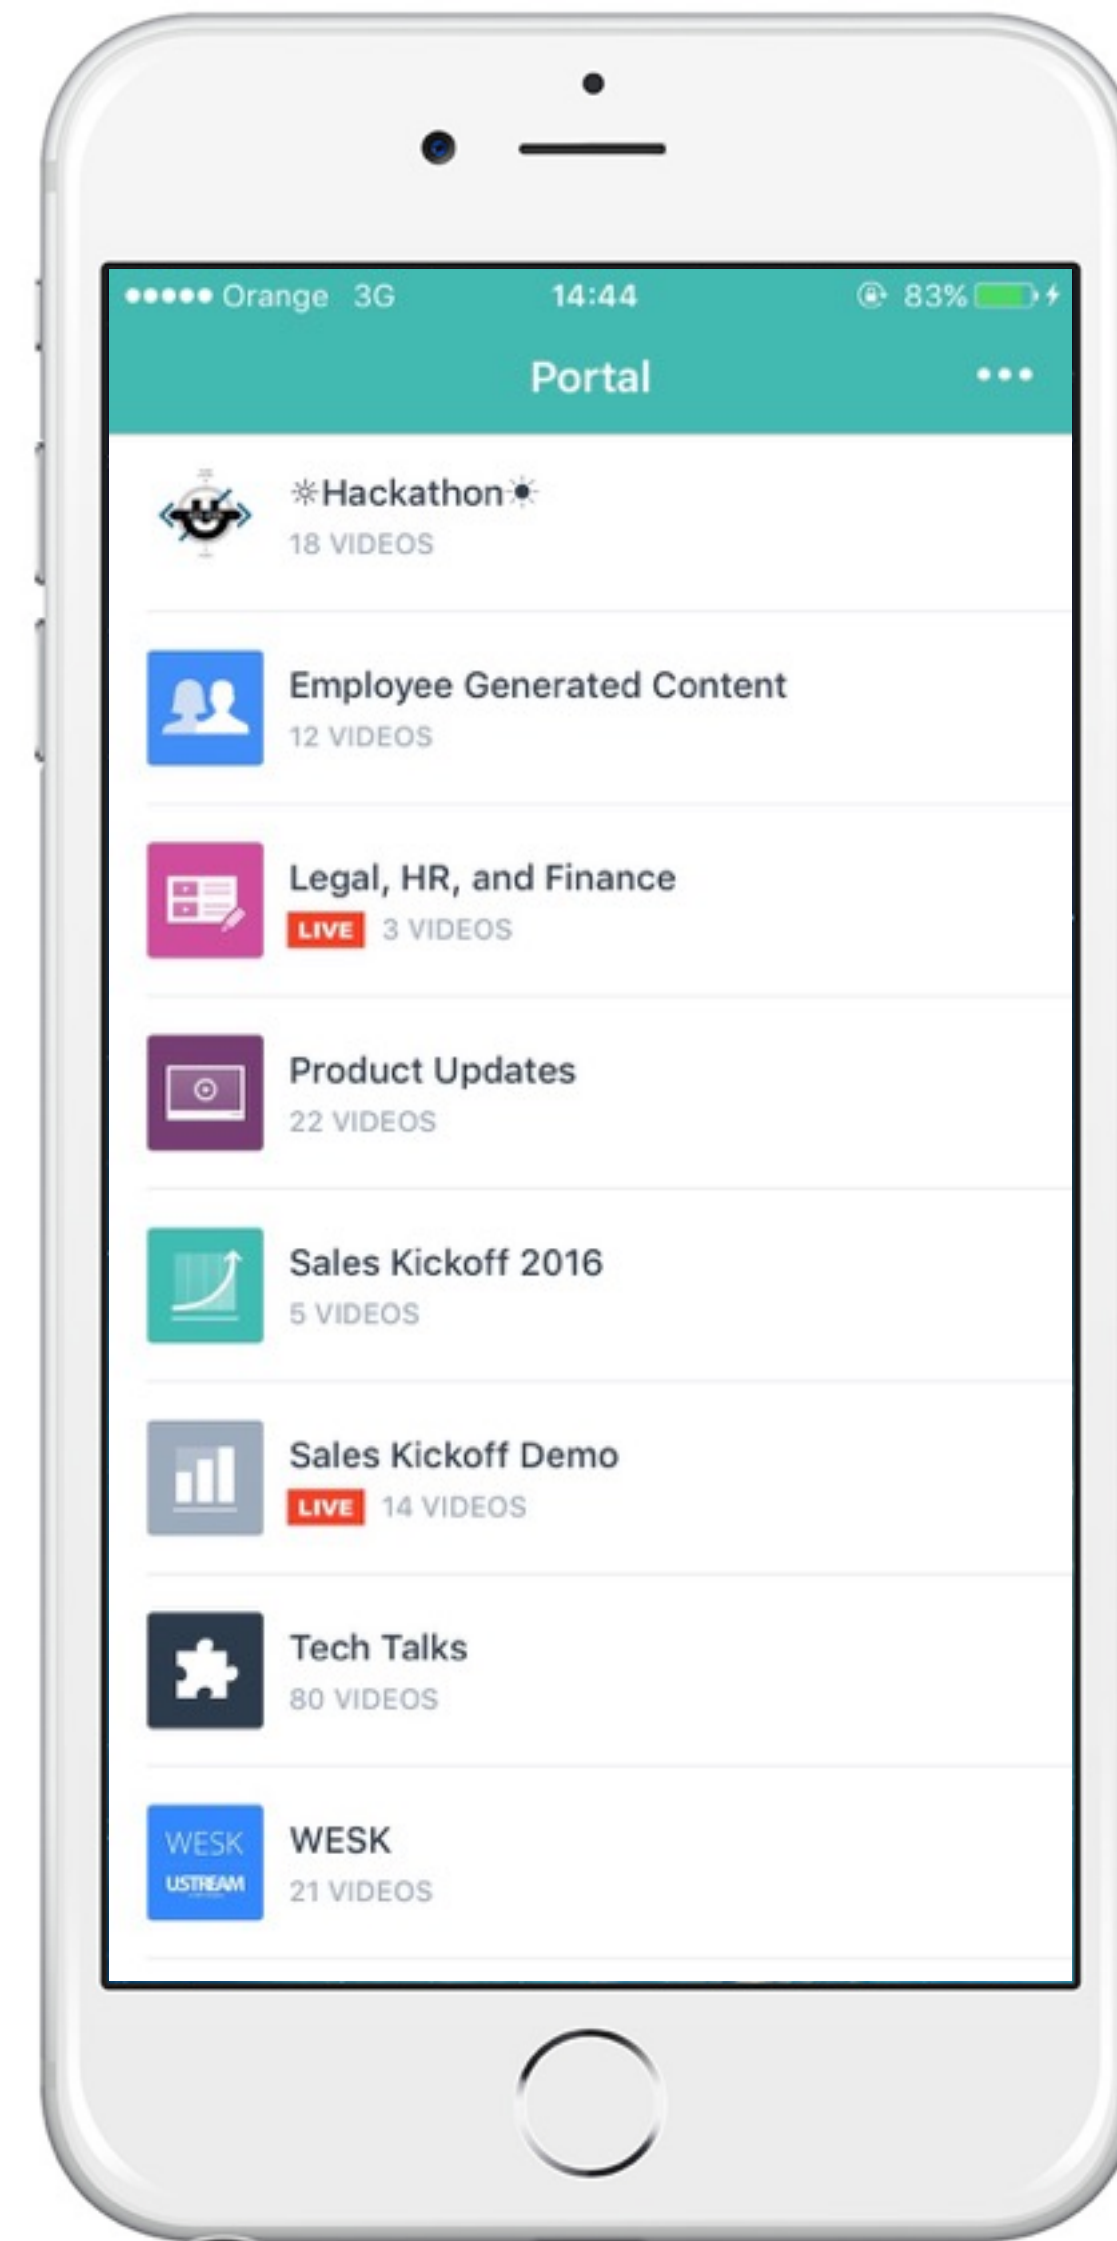 Orange 3G 14:44 83%
Portal
☼Hackathon☀
18 VIDEOS
Employee Generated Content
12 VIDEOS
Legal, HR, and Finance
LIVE 3 VIDEOS
Product Updates
22 VIDEOS
Sales Kickoff 2016
5 VIDEOS
Sales Kickoff Demo
LIVE 14 VIDEOS
Tech Talks
80 VIDEOS
WESK
USTREAM
WESK
21 VIDEOS